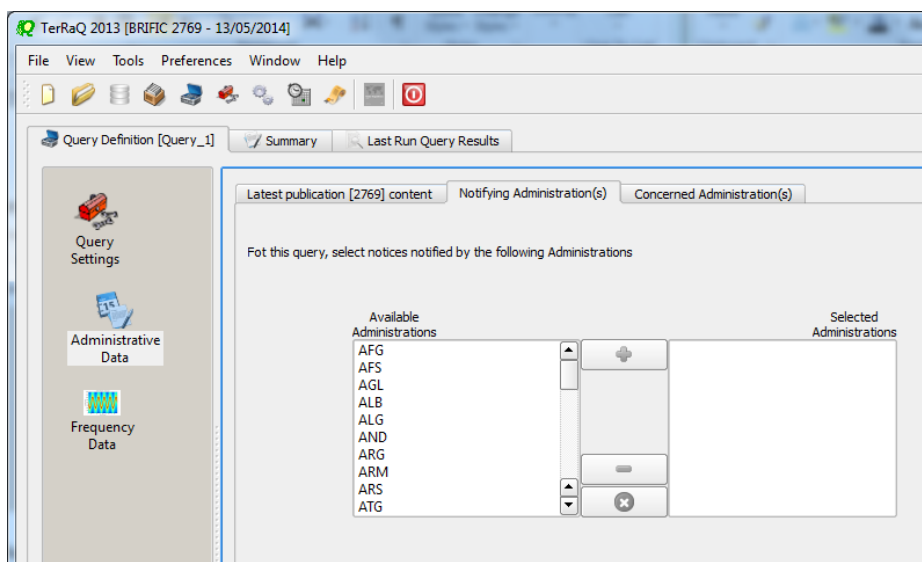 TerRaQ 2013 [BRIFIC 2769 - 13/05/2014]
File View Tools Preferences Window Help
Query Definition [Query_1] Summary Last Run Query Results
Latest publication [2769] content Notifying Administration(s) Concerned Administration(s)
Query
Settings
Administrative
Data
Frequency
Data
Fot this query, select notices notified by the following Administrations
Available
Administrations
AFG
AFS
AGL
ALB
ALG
AND
ARG
ARM
ARS
ATG
Selected
Administrations